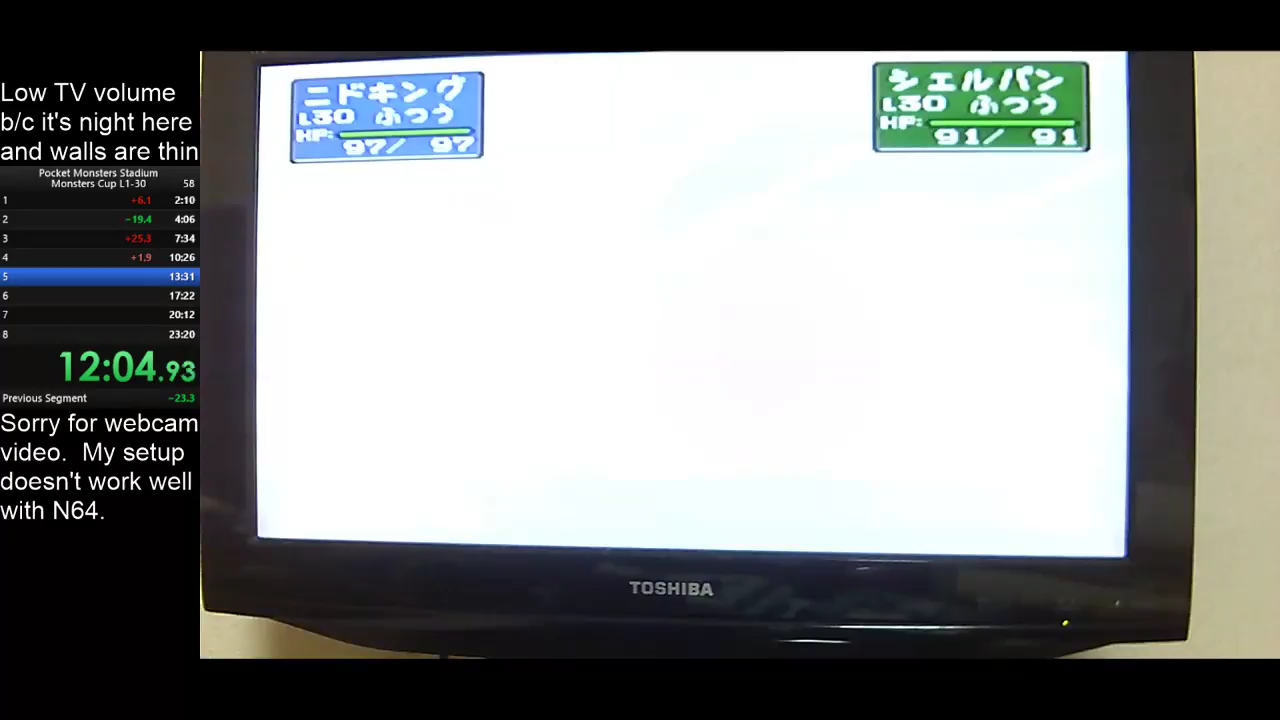 Low TV volume
b/c it's night here
and walls are thin
Pocket Monsters Stadium
Monsters Cup L1-30 58
1 +6.1 2:10
2 -19.4 4:06
3 +25.3 7:34
4 +1.9 10:26
5 13:31
6 17:22
7 20:12
8 23:20
12:04.93
Previous Segment -23.3
Sorry for webcam
video. My setup
doesn't work well
with N64.
ニドキング
L30 ふつう
HP:
97/ 97
シェルパン
L30 ふつう
HP:
91/ 91
TOSHIBA